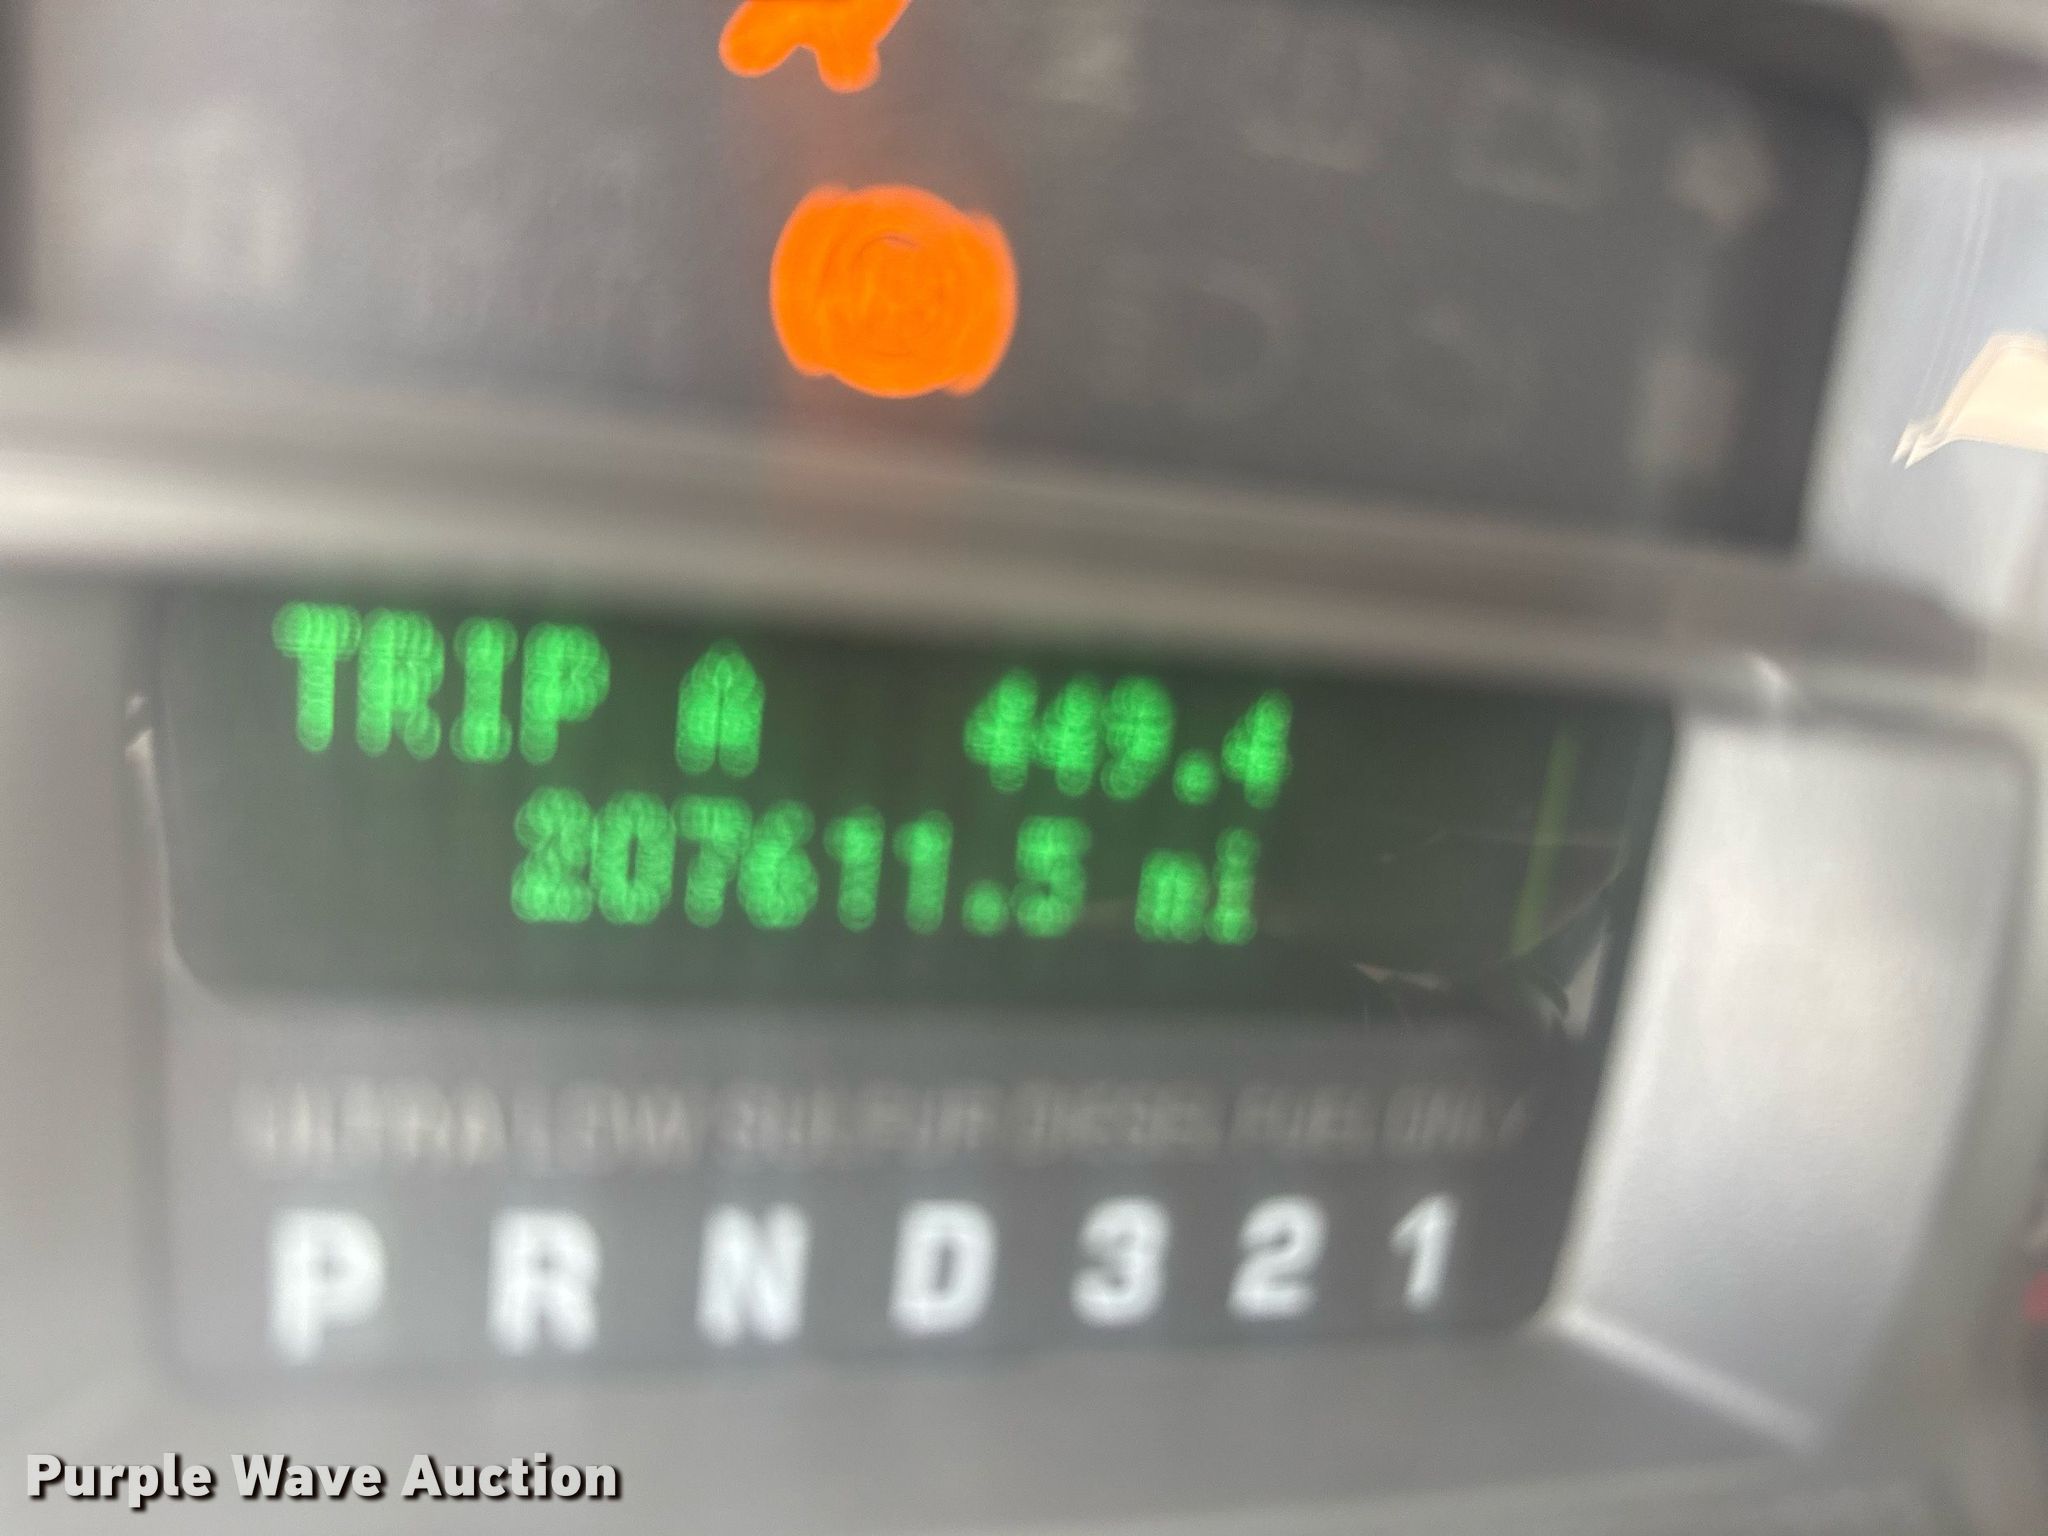 TRIP A 449.4
207611.5 mi
ULTRA LOW SULFUR DIESEL FUEL ONLY
P R N D 3 2 1
Purple Wave Auction